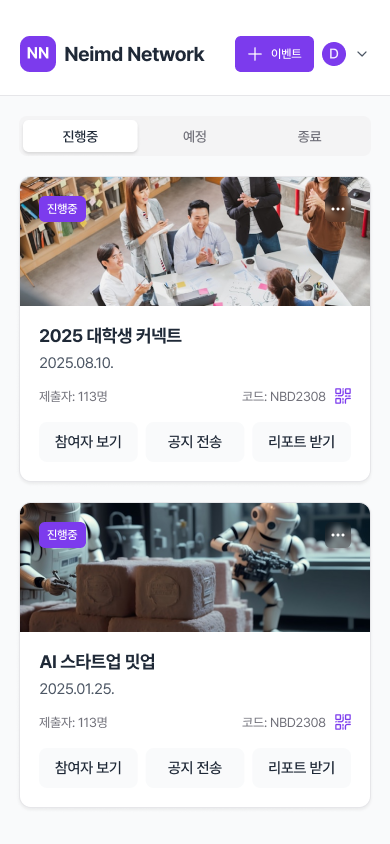 NN Neimd Network
이벤트 D
진행중 예정 종료
진행중
2025 대학생 커넥트
2025.08.10.
제출자: 113명 코드: NBD2308
참여자 보기 공지 전송 리포트 받기
진행중
AI 스타트업 밋업
2025.01.25.
제출자: 113명 코드: NBD2308
참여자 보기 공지 전송 리포트 받기